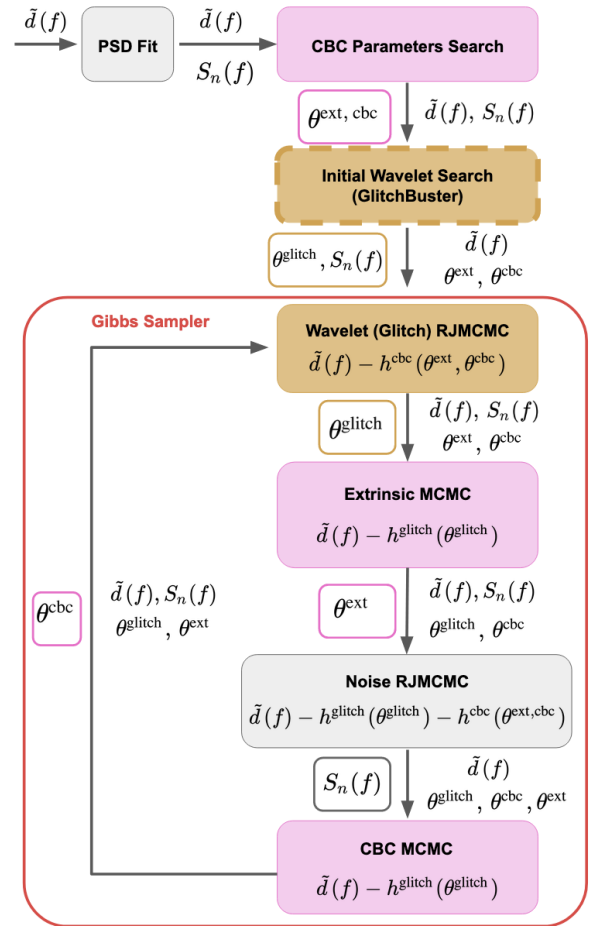 d̃(f)
d̃(f)
PSD Fit
S_n(f)
CBC Parameters Search
θ^{ext, cbc}
d̃(f), S_n(f)
Initial Wavelet Search
(GlitchBuster)
θ^{glitch}, S_n(f)
d̃(f)
θ^{ext}, θ^{cbc}
Gibbs Sampler
Wavelet (Glitch) RJMCMC
d̃(f) − h^{cbc}(θ^{ext}, θ^{cbc})
θ^{glitch}
d̃(f), S_n(f)
θ^{ext}, θ^{cbc}
Extrinsic MCMC
d̃(f) − h^{glitch}(θ^{glitch})
θ^{ext}
d̃(f), S_n(f)
θ^{glitch}, θ^{cbc}
Noise RJMCMC
d̃(f) − h^{glitch}(θ^{glitch}) − h^{cbc}(θ^{ext,cbc})
S_n(f)
d̃(f)
θ^{glitch}, θ^{cbc}, θ^{ext}
CBC MCMC
d̃(f) − h^{glitch}(θ^{glitch})
θ^{cbc}
d̃(f), S_n(f)
θ^{glitch}, θ^{ext}